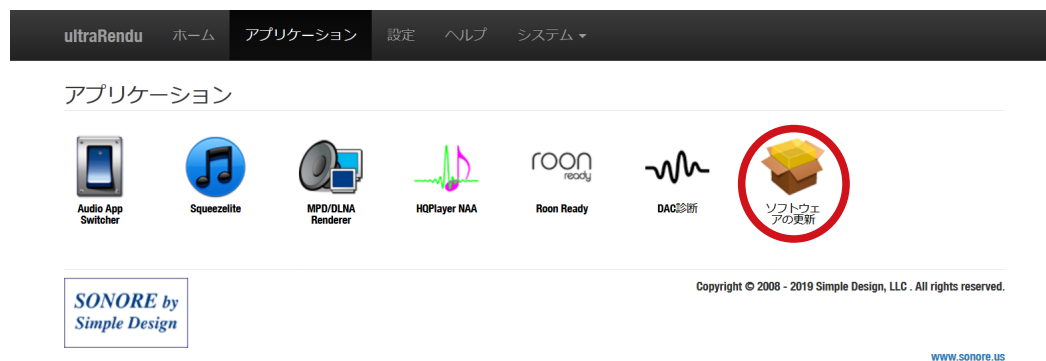 ultraRendu ホーム アプリケーション 設定 ヘルプ システム
アプリケーション
Audio App
Switcher
Squeezelite
MPD/DLNA
Renderer
HQPlayer NAA
roon
ready
Roon Ready
DAC診断
ソフトウェ
アの更新
SONORE by
Simple Design
Copyright © 2008 - 2019 Simple Design, LLC . All rights reserved.
www.sonore.us